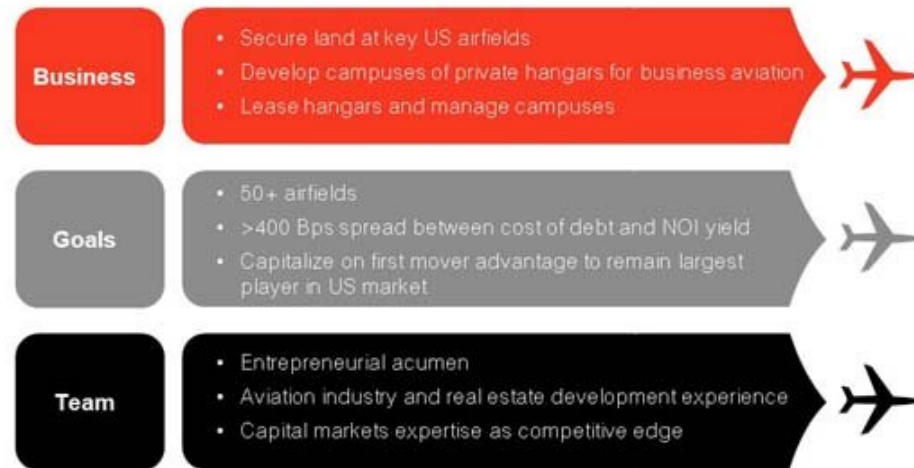 Business
• Secure land at key US airfields
• Develop campuses of private hangars for business aviation
• Lease hangars and manage campuses
Goals
• 50+ airfields
• >400 Bps spread between cost of debt and NOI yield
• Capitalize on first mover advantage to remain largest
player in US market
Team
• Entrepreneurial acumen
• Aviation industry and real estate development experience
• Capital markets expertise as competitive edge